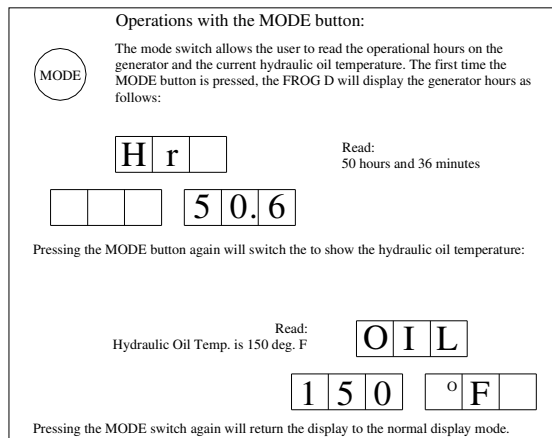 Operations with the MODE button:
MODE
The mode switch allows the user to read the operational hours on the
generator and the current hydraulic oil temperature. The first time the
MODE button is pressed, the FROG D will display the generator hours as
follows:
H r
Read:
50 hours and 36 minutes
5 0. 6
Pressing the MODE button again will switch the to show the hydraulic oil temperature:
Read:
Hydraulic Oil Temp. is 150 deg. F
O I L
1 5 0 O F
Pressing the MODE switch again will return the display to the normal display mode.